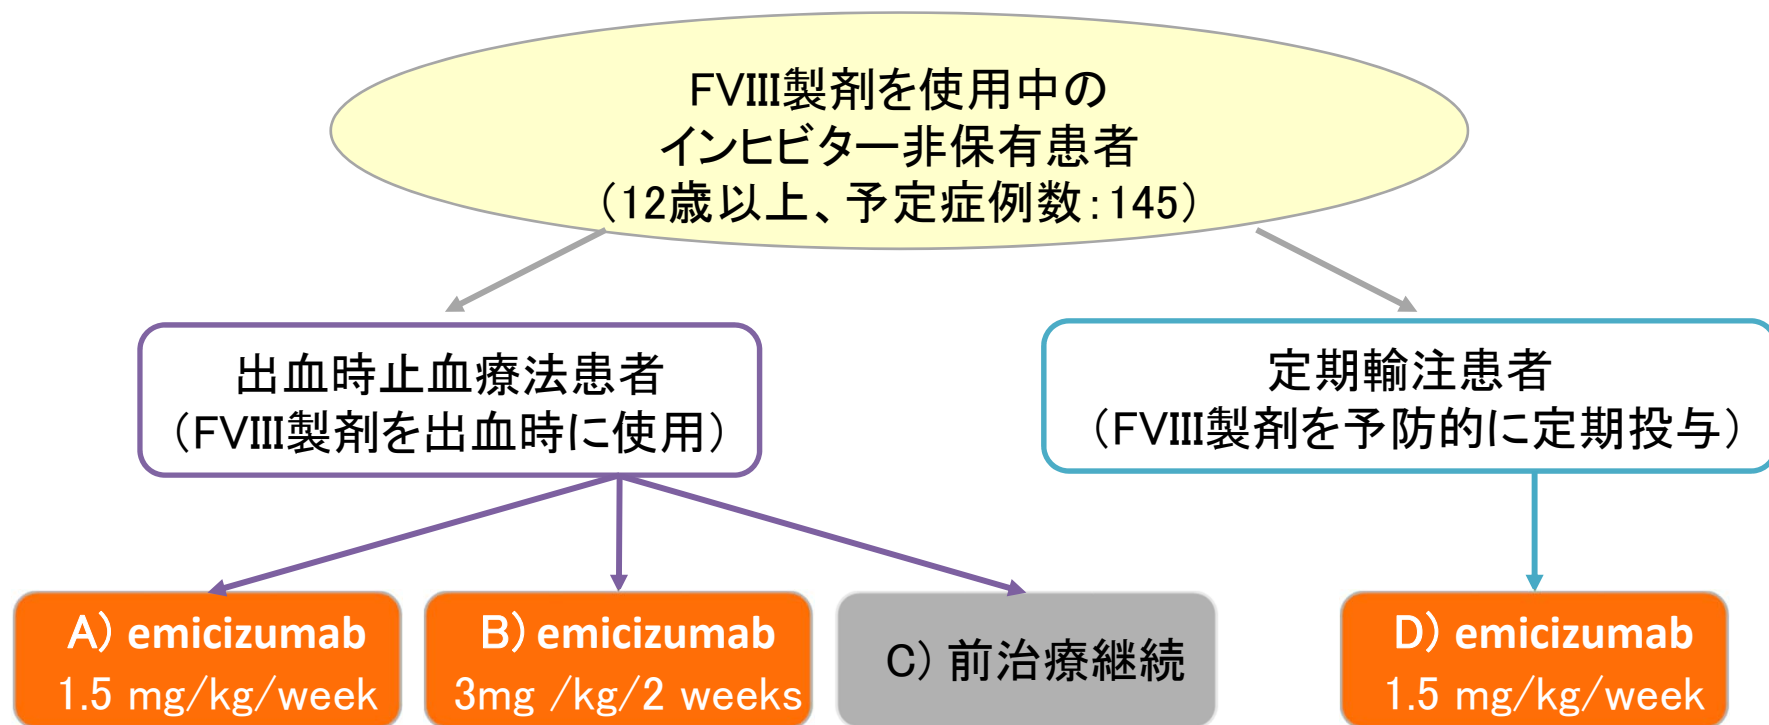 FVIII製剤を使用中の
インヒビター非保有患者
（12歳以上、予定症例数：145）
出血時止血療法患者
（FVIII製剤を出血時に使用）
定期輸注患者
（FVIII製剤を予防的に定期投与）
A) emicizumab
1.5 mg/kg/week
B) emicizumab
3mg /kg/2 weeks
C) 前治療継続
D) emicizumab
1.5 mg/kg/week